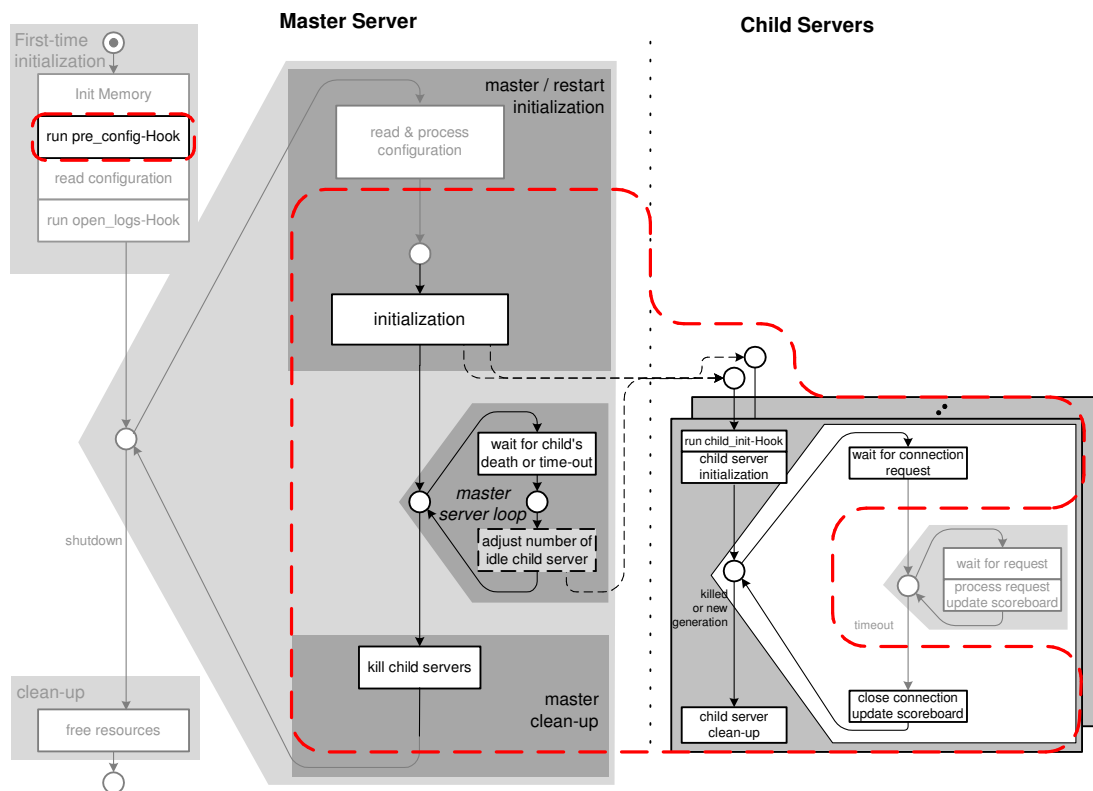 Master Server
Child Servers
First-time
initialization
Init Memory
run pre_config-Hook
read configuration
run open_logs-Hook
master / restart
initialization
read & process
configuration
initialization
wait for child's
death or time-out
master
server loop
adjust number of
idle child server
shutdown
kill child servers
master
clean-up
clean-up
free resources
run child_init-Hook
child server
initialization
wait for connection
request
wait for request
process request
update scoreboard
killed
or new
generation
timeout
close connection
update scoreboard
child server
clean-up